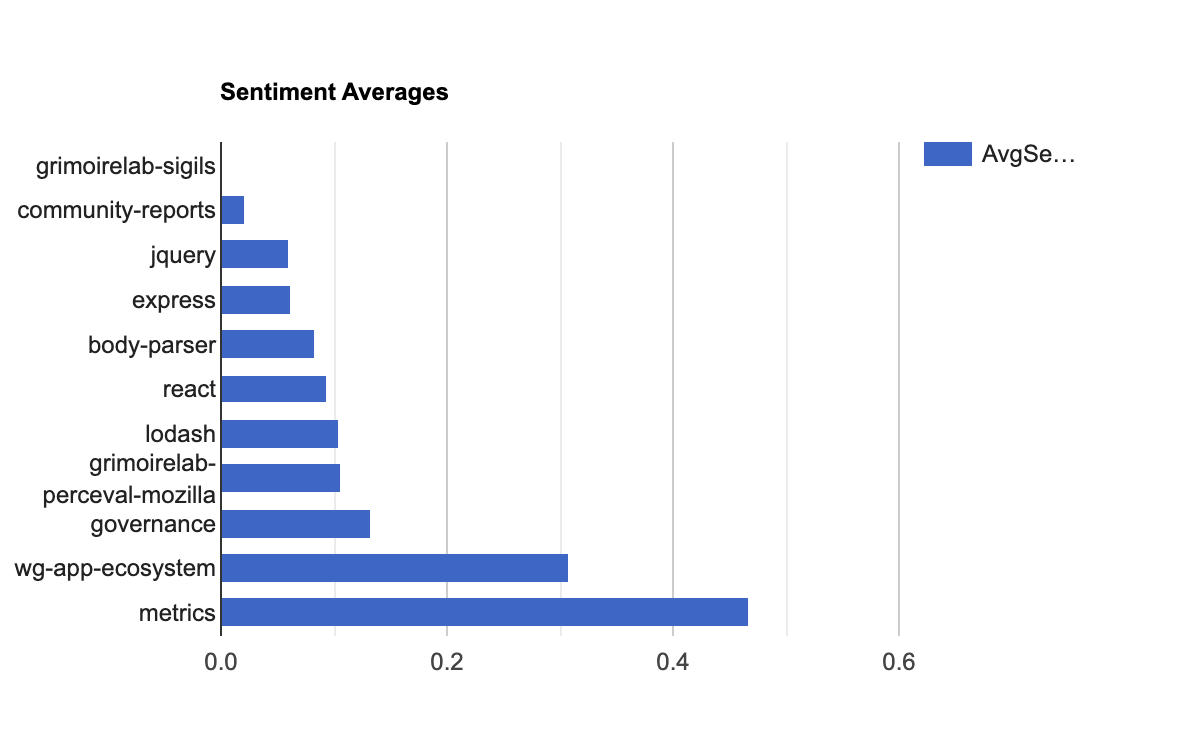 Sentiment Averages
AvgSe…
grimoirelab-sigils
community-reports
jquery
express
body-parser
react
lodash
grimoirelab-
perceval-mozilla
governance
wg-app-ecosystem
metrics
0.0 0.2 0.4 0.6